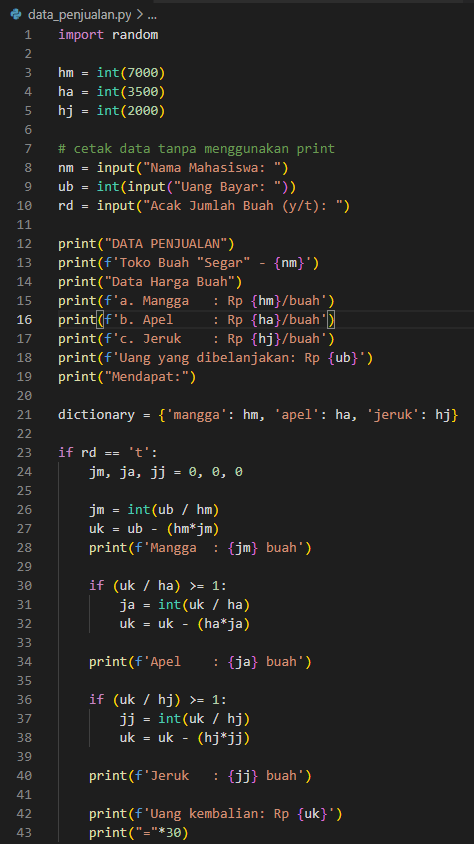 data_penjualan.py > ...
1 import random
2
3 hm = int(7000)
4 ha = int(3500)
5 hj = int(2000)
6
7 # cetak data tanpa menggunakan print
8 nm = input("Nama Mahasiswa: ")
9 ub = int(input("Uang Bayar: "))
10 rd = input("Acak Jumlah Buah (y/t): ")
11
12 print("DATA PENJUALAN")
13 print(f'Toko Buah "Segar" - {nm}')
14 print("Data Harga Buah")
15 print(f'a. Mangga   : Rp {hm}/buah')
16 print(f'b. Apel     : Rp {ha}/buah')
17 print(f'c. Jeruk    : Rp {hj}/buah')
18 print(f'Uang yang dibelanjakan: Rp {ub}')
19 print("Mendapat:")
20
21 dictionary = {'mangga': hm, 'apel': ha, 'jeruk': hj}
22
23 if rd == 't':
24     jm, ja, jj = 0, 0, 0
25
26     jm = int(ub / hm)
27     uk = ub - (hm*jm)
28     print(f'Mangga  : {jm} buah')
29
30     if (uk / ha) >= 1:
31         ja = int(uk / ha)
32         uk = uk - (ha*ja)
33
34     print(f'Apel    : {ja} buah')
35
36     if (uk / hj) >= 1:
37         jj = int(uk / hj)
38         uk = uk - (hj*jj)
39
40     print(f'Jeruk   : {jj} buah')
41
42     print(f'Uang kembalian: Rp {uk}')
43     print("="*30)